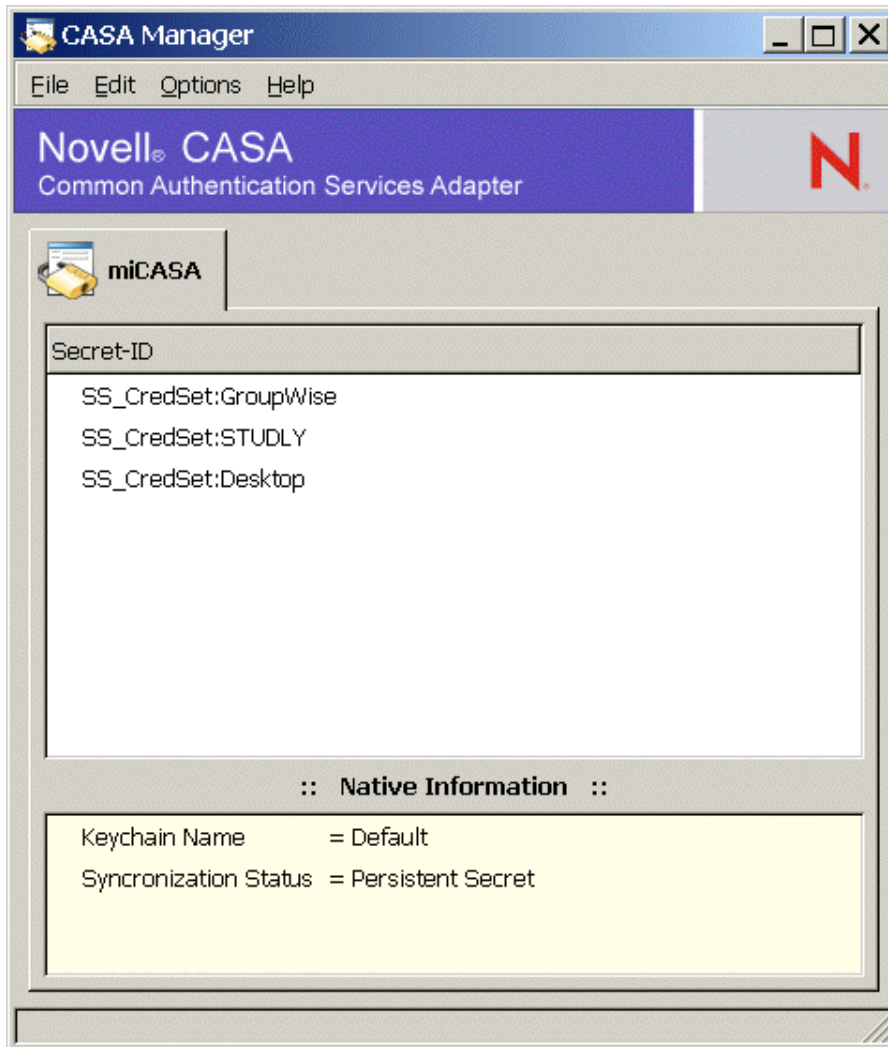 CASA Manager
File Edit Options Help
Novell® CASA
Common Authentication Services Adapter
N
miCASA
Secret-ID
SS_CredSet:GroupWise
SS_CredSet:STUDLY
SS_CredSet:Desktop
:: Native Information ::
Keychain Name = Default
Syncronization Status = Persistent Secret